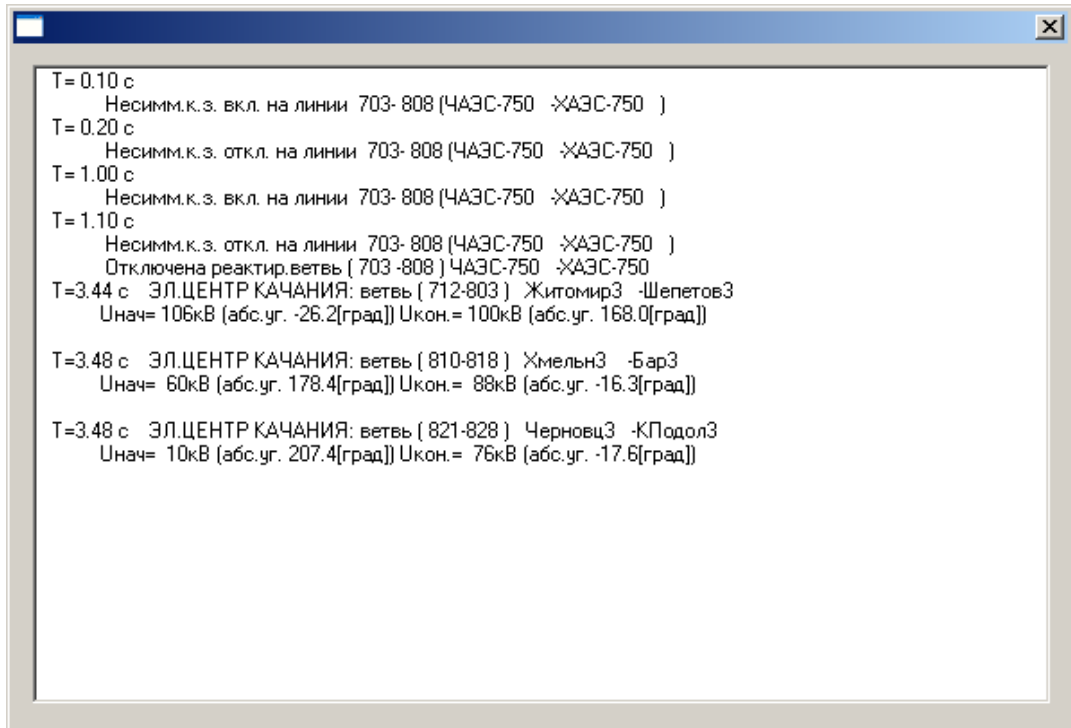 T= 0.10 с
Несимм.к.з. вкл. на линии 703- 808 (ЧАЭС-750 -ХАЭС-750 )
T= 0.20 с
Несимм.к.з. откл. на линии 703- 808 (ЧАЭС-750 -ХАЭС-750 )
T= 1.00 с
Несимм.к.з. вкл. на линии 703- 808 (ЧАЭС-750 -ХАЭС-750 )
T= 1.10 с
Несимм.к.з. откл. на линии 703- 808 (ЧАЭС-750 -ХАЭС-750 )
Отключена реактир.ветвь ( 703 -808 ) ЧАЭС-750 -ХАЭС-750
T=3.44 с ЭЛ.ЦЕНТР КАЧАНИЯ: ветвь ( 712-803 ) Житомир3 -Шепетов3
Uнач= 106кВ (абс.уг. -26.2[град]) Uкон.= 100кВ (абс.уг. 168.0[град])
T=3.48 с ЭЛ.ЦЕНТР КАЧАНИЯ: ветвь ( 810-818 ) Хмельн3 -Бар3
Uнач= 60кВ (абс.уг. 178.4[град]) Uкон.= 88кВ (абс.уг. -16.3[град])
T=3.48 с ЭЛ.ЦЕНТР КАЧАНИЯ: ветвь ( 821-828 ) Черновц3 -КПодол3
Uнач= 10кВ (абс.уг. 207.4[град]) Uкон.= 76кВ (абс.уг. -17.6[град])